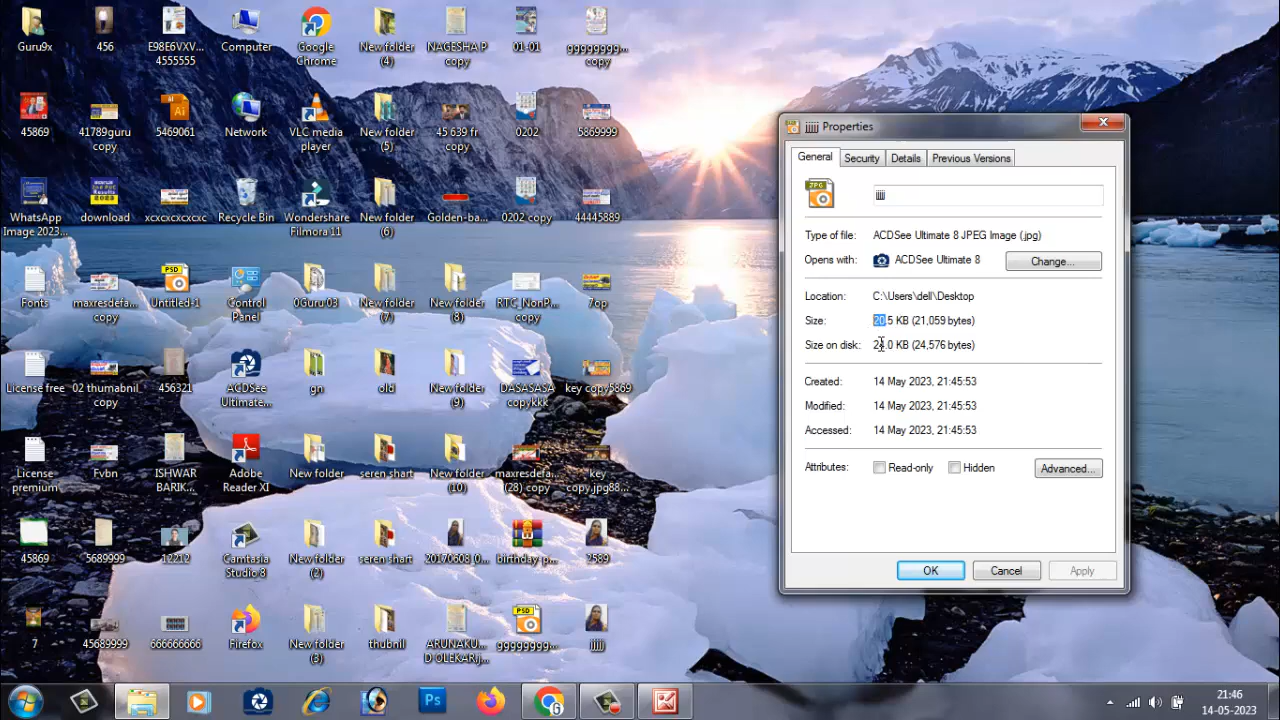 Guru9x
456
E98E6VXV...
4555555
Computer
Google
Chrome
New folder
(4)
NAGESHA P
copy
01-01
gggggggg...
copy
45869
41789guru
copy
5469061
Network
VLC media
player
New folder
(5)
45 639 fr
copy
0202
5869999
WhatsApp
Image 2023...
download
xcxcxcxcxc
Recycle Bin
Wondershare
Filmora 11
New folder
(6)
Golden-ba...
0202 copy
44445889
Fonts
maxresdefa...
copy
Untitled-1
Control
Panel
0Guru 03
New folder
(7)
New folder
(8)
RTC_NonP...
copy
7op
License free
02 thumabnil
copy
456321
ACDSee
Ultimate...
gn
old
New folder
(9)
DASASASA
copykkk
key copy5869
License
premium
Fvbn
ISHWAR
BARIK...
Adobe
Reader XI
New folder
seren shart
New folder
(10)
maxresdefa...
(28) copy
key
copy.jpg88...
45869
5689999
12212
Camtasia
Studio 8
New folder
(2)
seren shart
20170608_0...
birthday p...
2589
7
45689999
666666666
Firefox
New folder
(3)
thubnil
ARUNAKU...
D OLEKAR.j...
gggggggg...
jjjjj
jjjjj Properties
General
Security
Details
Previous Versions
JPG
jjjjj
Type of file:
ACDSee Ultimate 8 JPEG Image (.jpg)
Opens with:
ACDSee Ultimate 8
Change...
Location:
C:\Users\dell\Desktop
Size:
20.5 KB (21,059 bytes)
Size on disk:
24.0 KB (24,576 bytes)
Created:
14 May 2023, 21:45:53
Modified:
14 May 2023, 21:45:53
Accessed:
14 May 2023, 21:45:53
Attributes:
Read-only
Hidden
Advanced...
OK
Cancel
Apply
21:46
14-05-2023